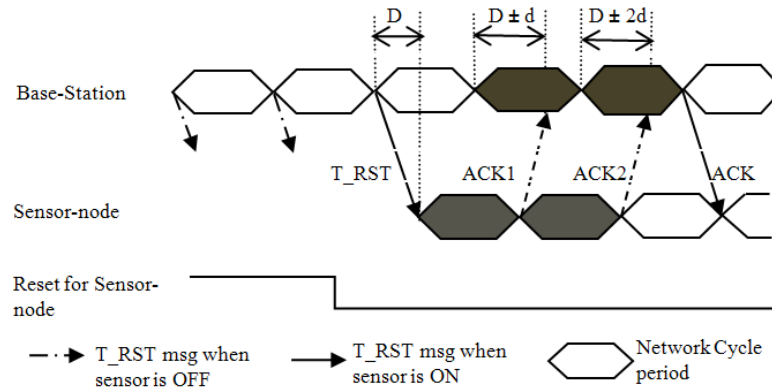 D
D ± d
D ± 2d
Base-Station
T_RST
ACK1
ACK2
ACK
Sensor-node
Reset for Sensor-
node
T_RST msg when
sensor is OFF
T_RST msg when
sensor is ON
Network Cycle
period